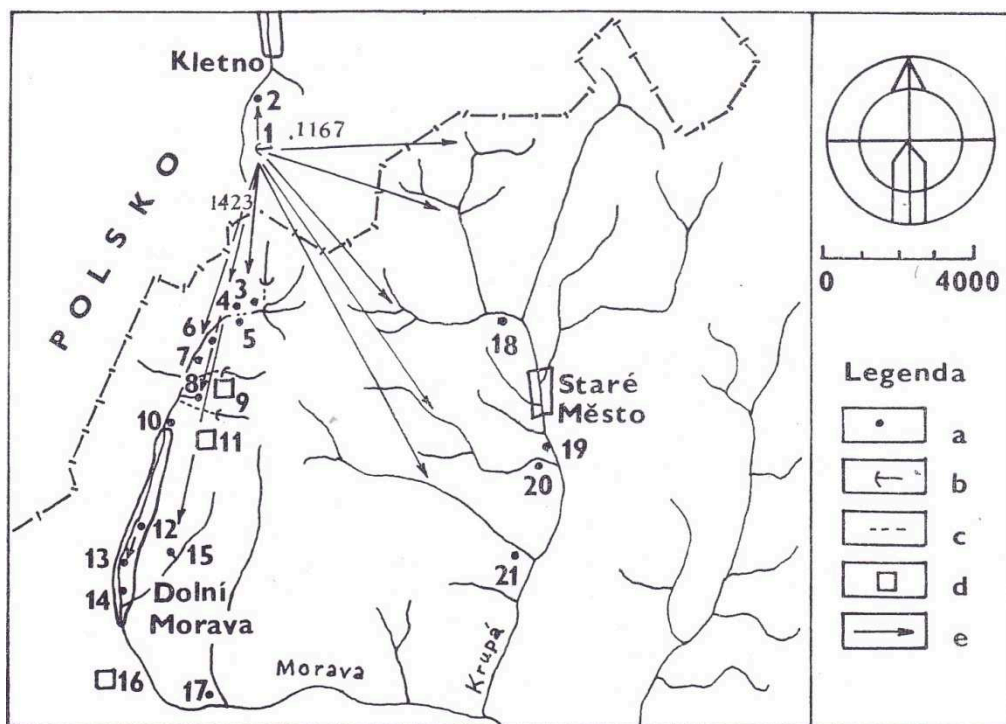 Kletno
2
1
.1167
POLSKO
1423
3
4
6
5
7
18
8
9
Staré
Město
Legenda
0 4000
10
11
19
20
a
b
c
d
e
12
13
15
21
14
Dolní
Morava
16
17
Morava
Krupá